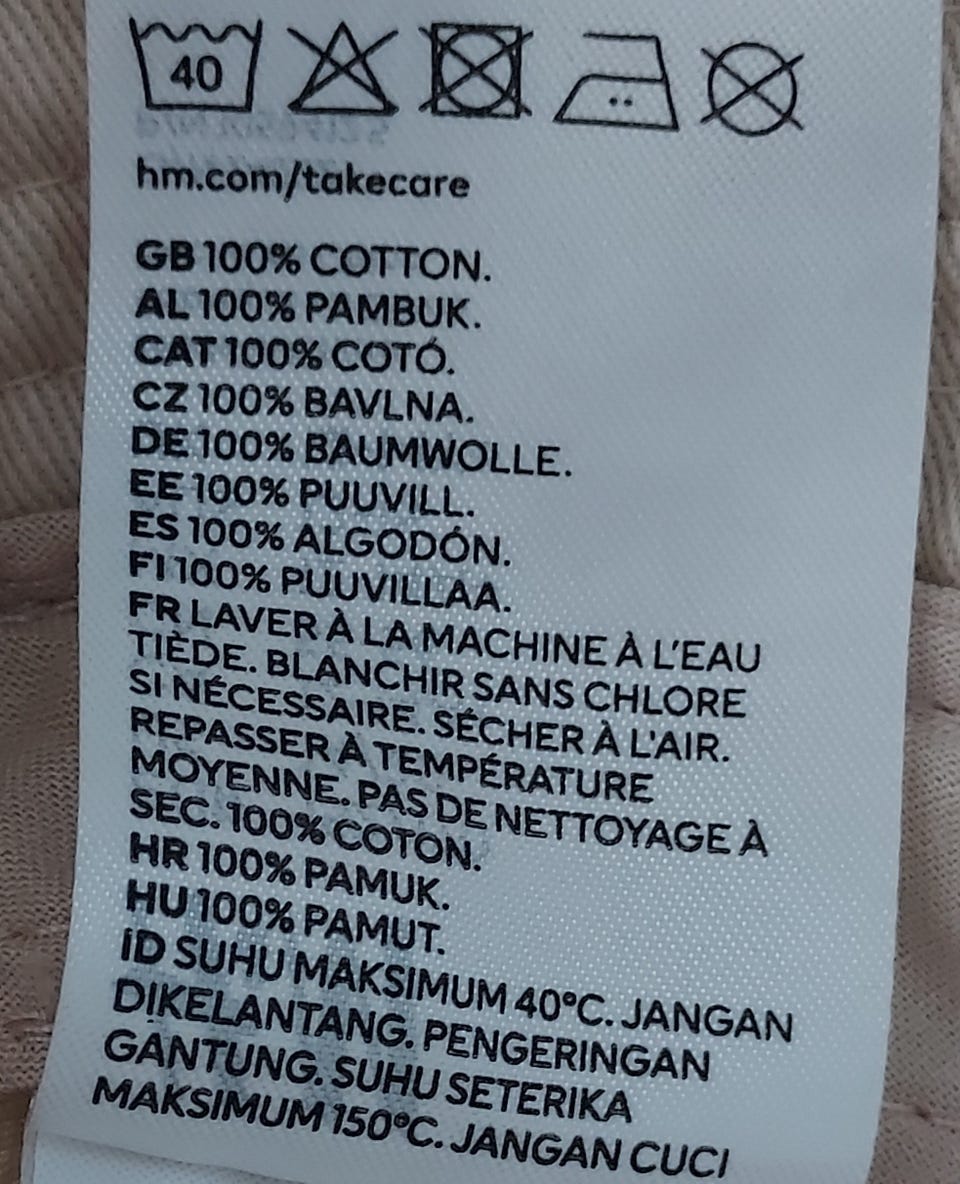 40
hm.com/takecare
GB 100% COTTON.
AL 100% PAMBUK.
CAT 100% COTÓ.
CZ 100% BAVLNA.
DE 100% BAUMWOLLE.
EE 100% PUUVILL.
ES 100% ALGODÓN.
FI 100% PUUVILLAA.
FR LAVER À LA MACHINE À L'EAU
TIÈDE. BLANCHIR SANS CHLORE
SI NÉCESSAIRE. SÉCHER À L'AIR.
REPASSER À TEMPÉRATURE
MOYENNE. PAS DE NETTOYAGE À
SEC. 100% COTON.
HR 100% PAMUK.
HU 100% PAMUT.
ID SUHU MAKSIMUM 40°C. JANGAN
DIKELANTANG. PENGERINGAN
GANTUNG. SUHU SETERIKA
MAKSIMUM 150°C. JANGAN CUCI